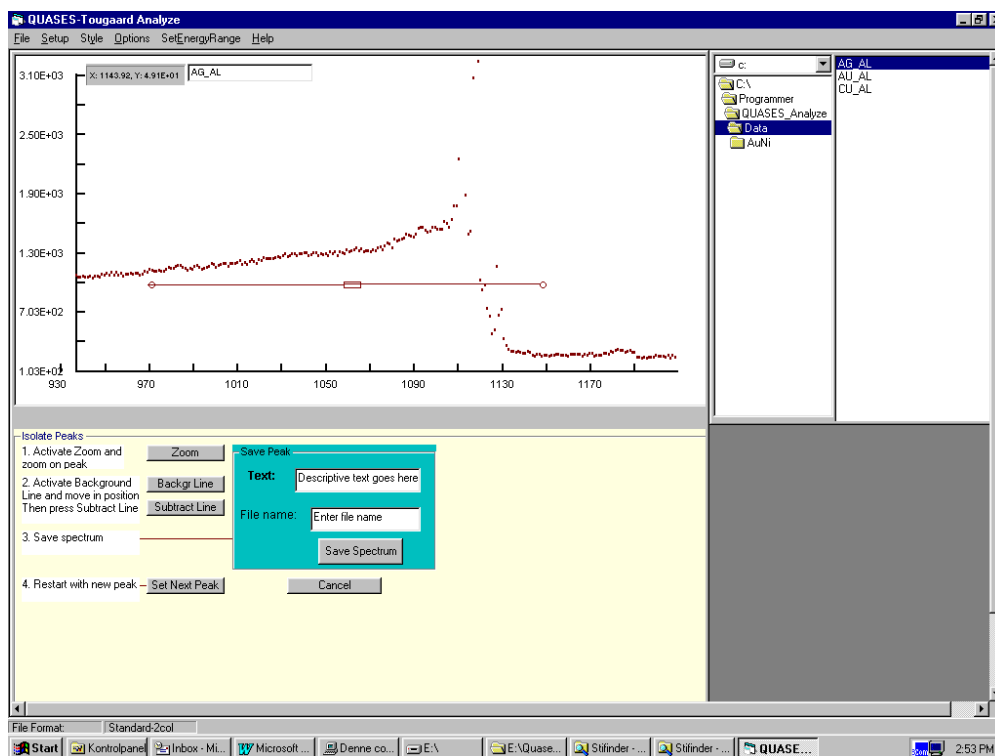 QUASES-Tougaard Analyze
File Setup Style Options SetEnergyRange Help
3.10E+03
X: 1143.92, Y: 4.91E+01
AG_AL
2.50E+03
1.90E+03
1.30E+03
7.03E+02
1.03E+02
930 970 1010 1050 1090 1130 1170
c:
C:\
Programmer
QUASES_Analyze
Data
AuNi
AG_AL
AU_AL
CU_AL
Isolate Peaks
1. Activate Zoom and
zoom on peak
Zoom
2. Activate Background
Line and move in position
Then press Subtract Line
Backgr Line
Subtract Line
3. Save spectrum
Save Peak
Text:
Descriptive text goes here
File name:
Enter file name
Save Spectrum
4. Restart with new peak
Set Next Peak
Cancel
File Format: Standard-2col
Start Kontrolpanel Inbox - Mi... Microsoft ... Denne co... E:\ E:\Quase... Stifinder - ... Stifinder - ... QUASE... 2:53 PM